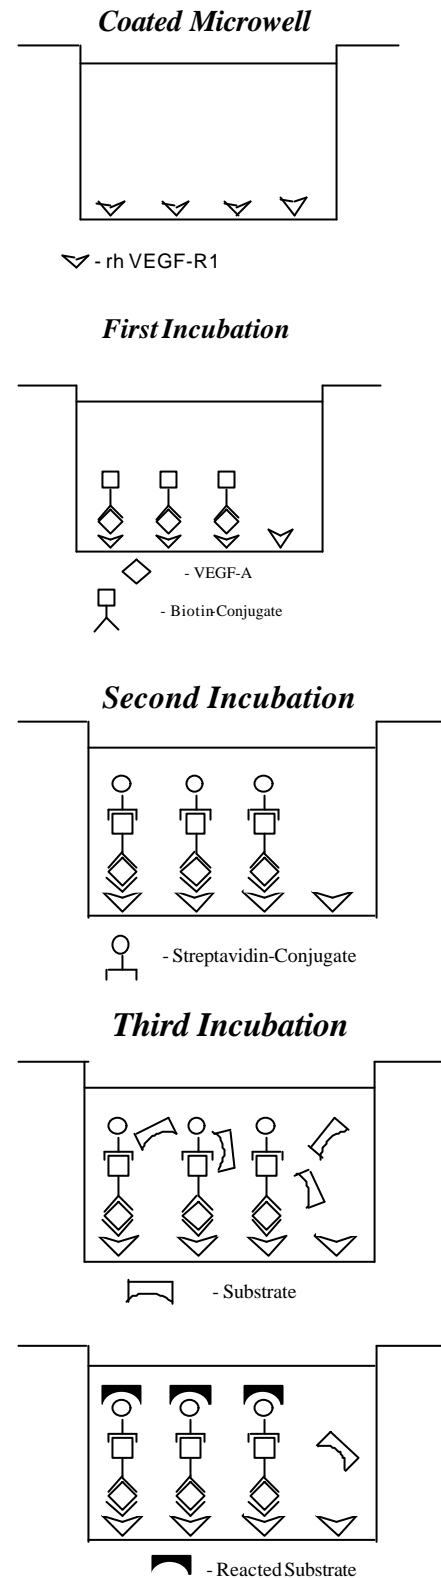 Coated Microwell
- rh VEGF-R1
First Incubation
- VEGF-A
- Biotin-Conjugate
Second Incubation
- Streptavidin-Conjugate
Third Incubation
- Substrate
- Reacted Substrate